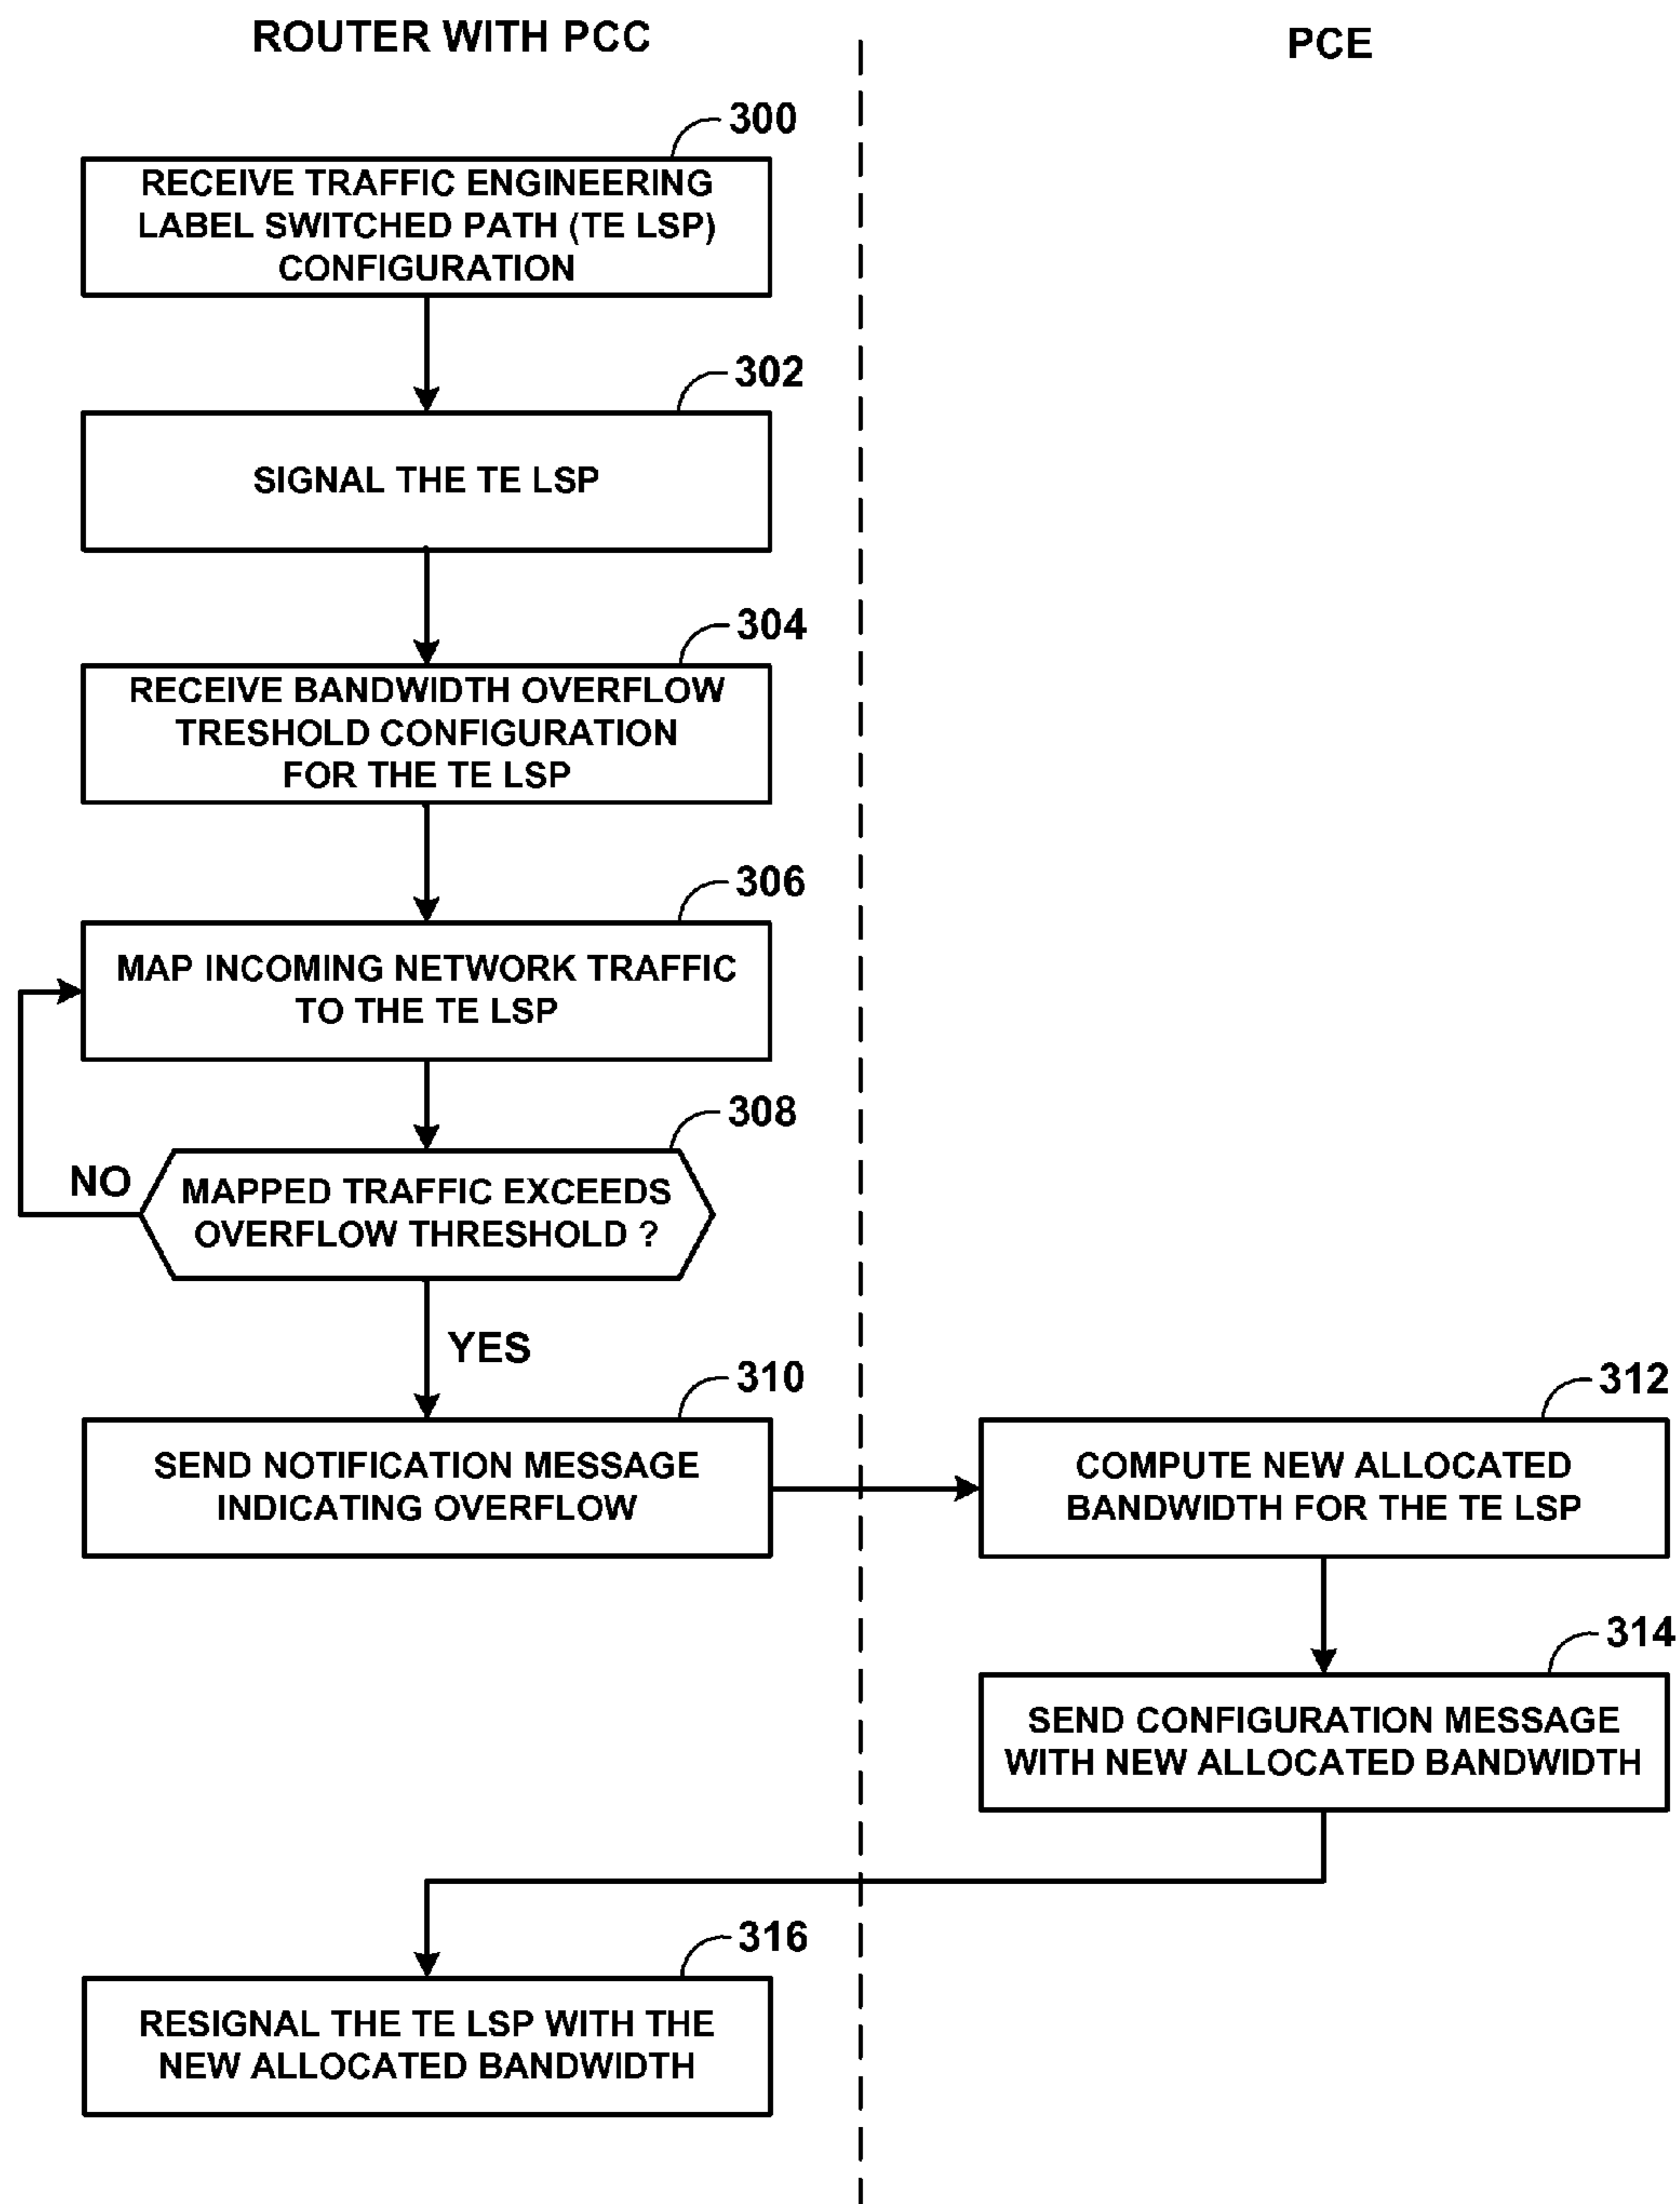 ROUTER WITH PCC
PCE
300
RECEIVE TRAFFIC ENGINEERING
LABEL SWITCHED PATH (TE LSP)
CONFIGURATION
302
SIGNAL THE TE LSP
304
RECEIVE BANDWIDTH OVERFLOW
TRESHOLD CONFIGURATION
FOR THE TE LSP
306
MAP INCOMING NETWORK TRAFFIC
TO THE TE LSP
308
NO
MAPPED TRAFFIC EXCEEDS
OVERFLOW THRESHOLD ?
YES
310
SEND NOTIFICATION MESSAGE
INDICATING OVERFLOW
312
COMPUTE NEW ALLOCATED
BANDWIDTH FOR THE TE LSP
314
SEND CONFIGURATION MESSAGE
WITH NEW ALLOCATED BANDWIDTH
316
RESIGNAL THE TE LSP WITH THE
NEW ALLOCATED BANDWIDTH